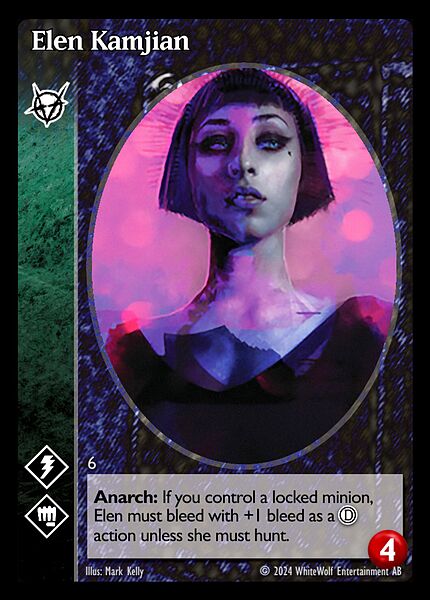 Elen Kamjian
6
Anarch: If you control a locked minion,
Elen must bleed with +1 bleed as a Ⓓ
action unless she must hunt.
4
Illus: Mark Kelly
© 2024 WhiteWolf Entertainment AB